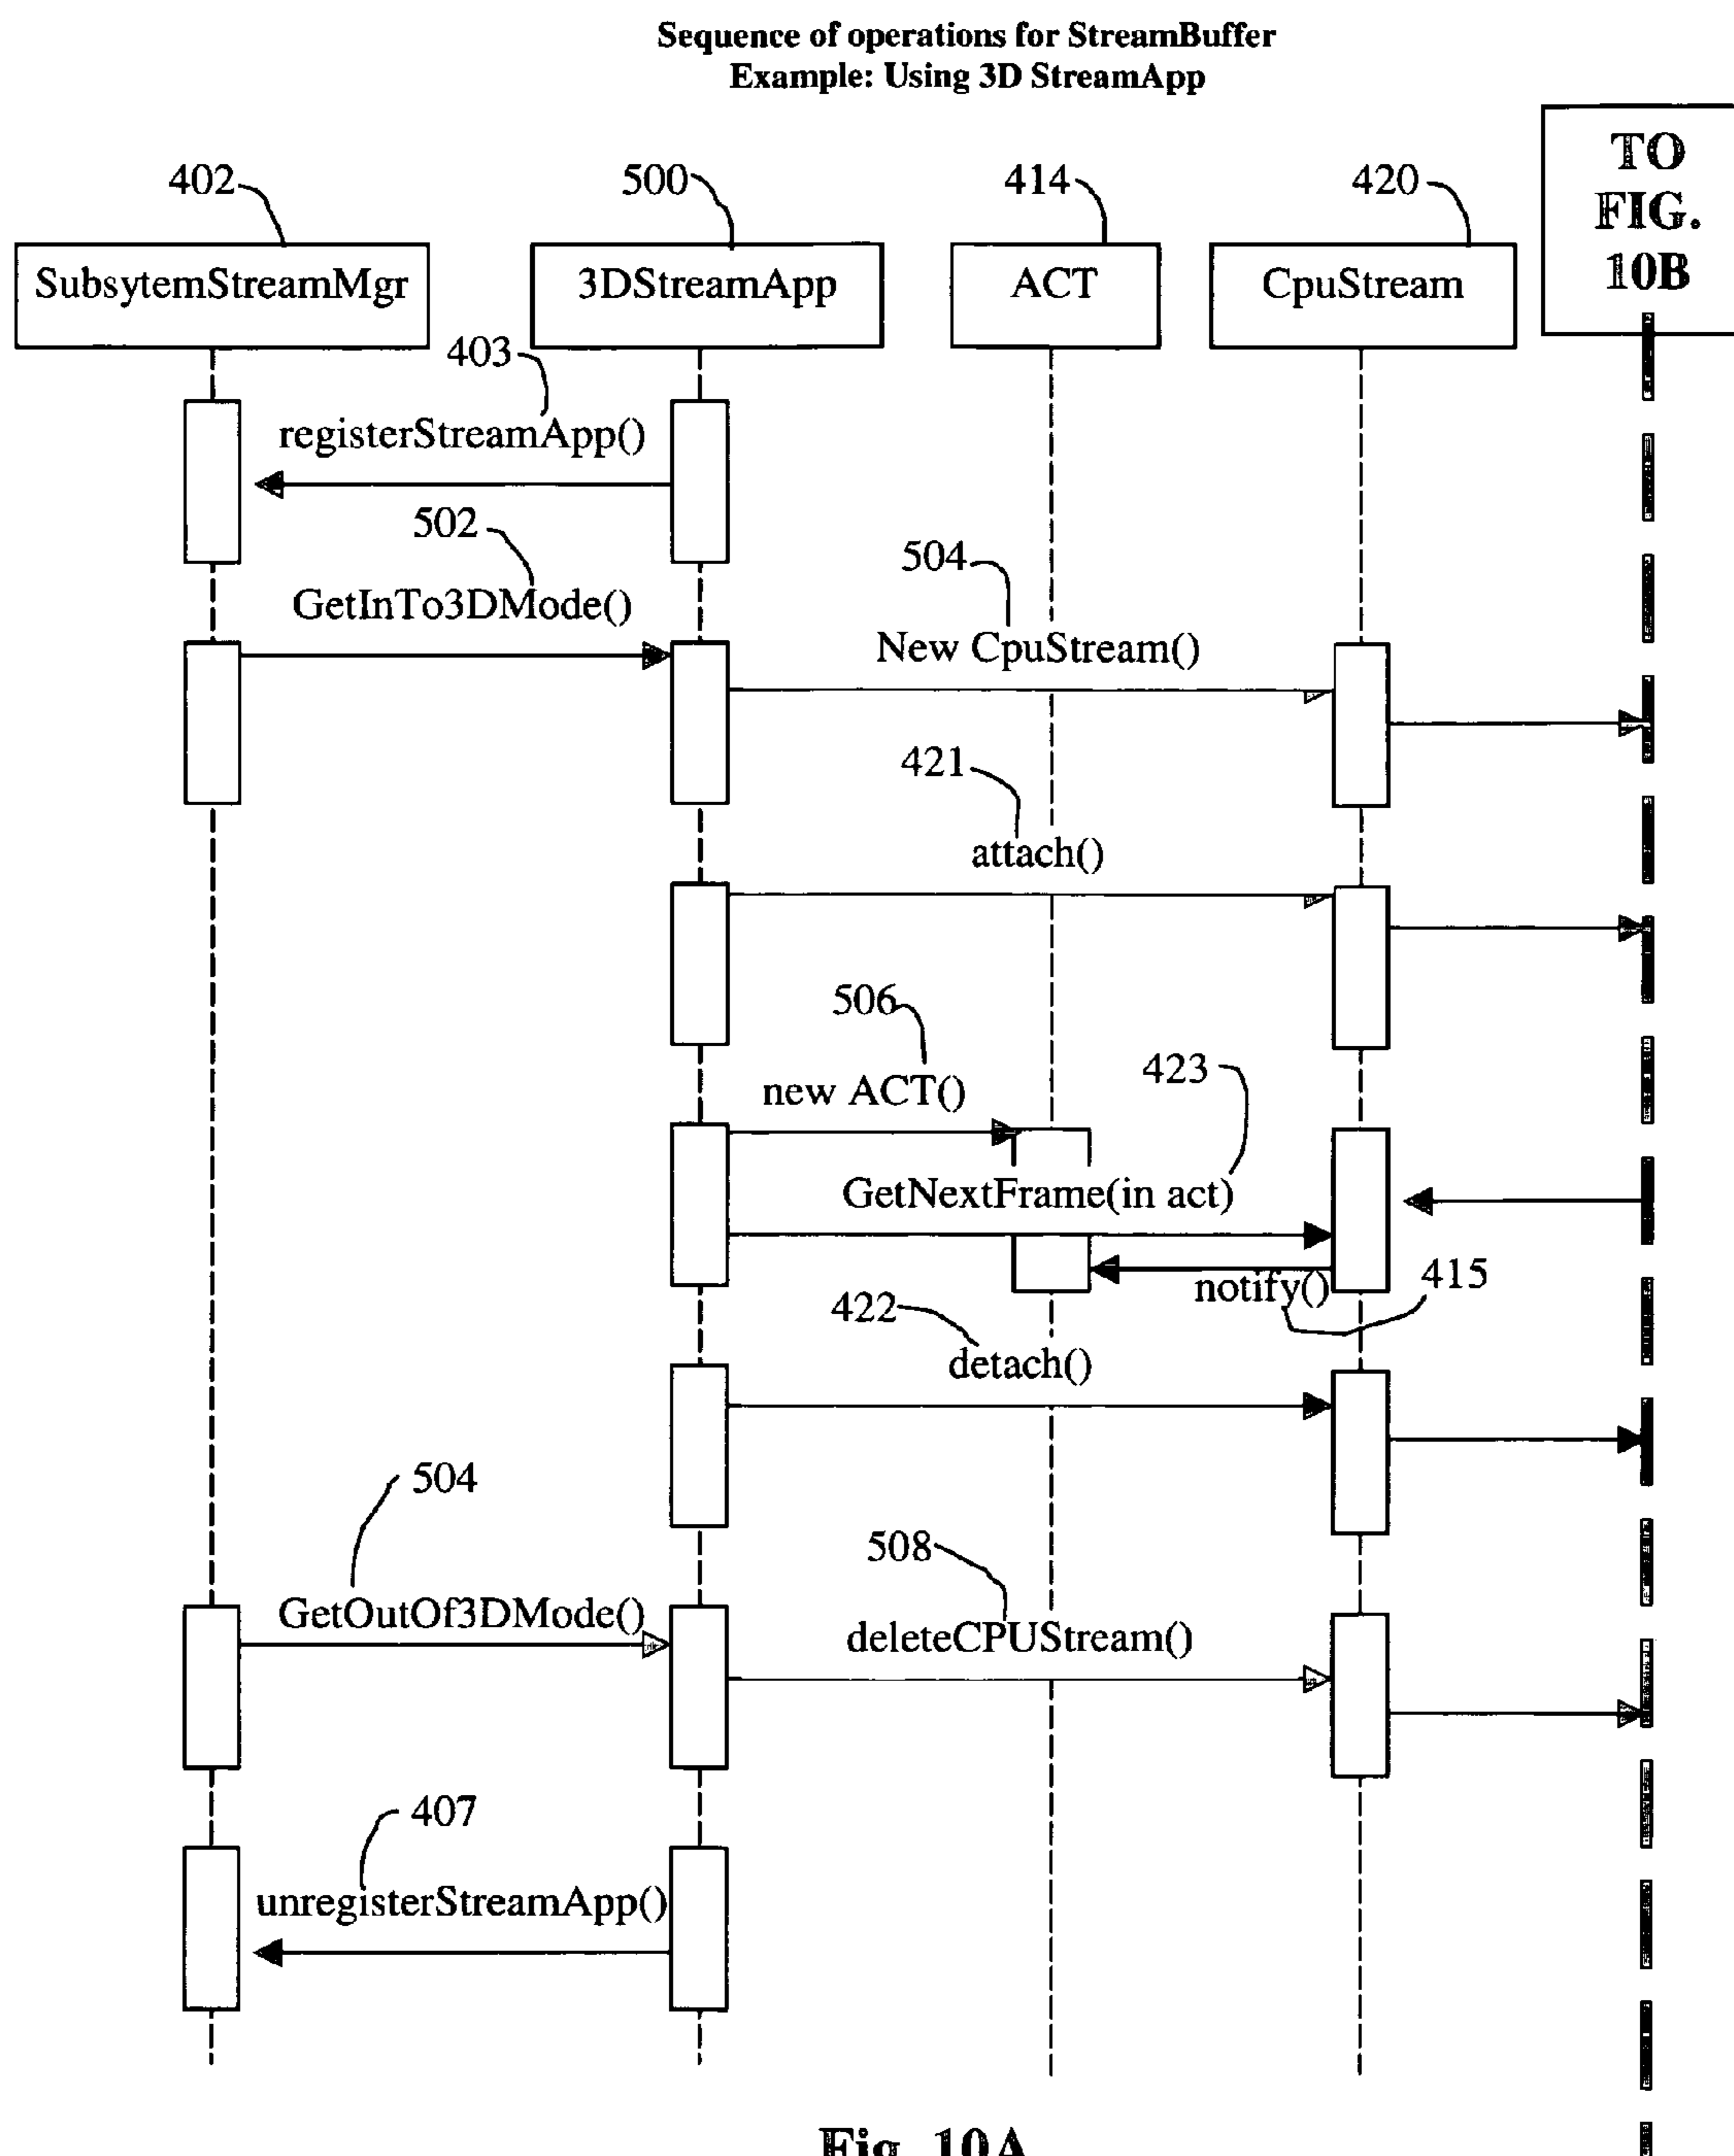 Sequence of operations for StreamBuffer
Example: Using 3D StreamApp
TO
FIG.
10B
402
500
414
420
SubsytemStreamMgr
3DStreamApp
ACT
CpuStream
403
registerStreamApp()
502
GetInTo3DMode()
504
New CpuStream()
421
attach()
506
new ACT()
423
GetNextFrame(in act)
notify()
415
422
detach()
504
GetOutOf3DMode()
508
deleteCPUStream()
407
unregisterStreamApp()
Fig. 10A